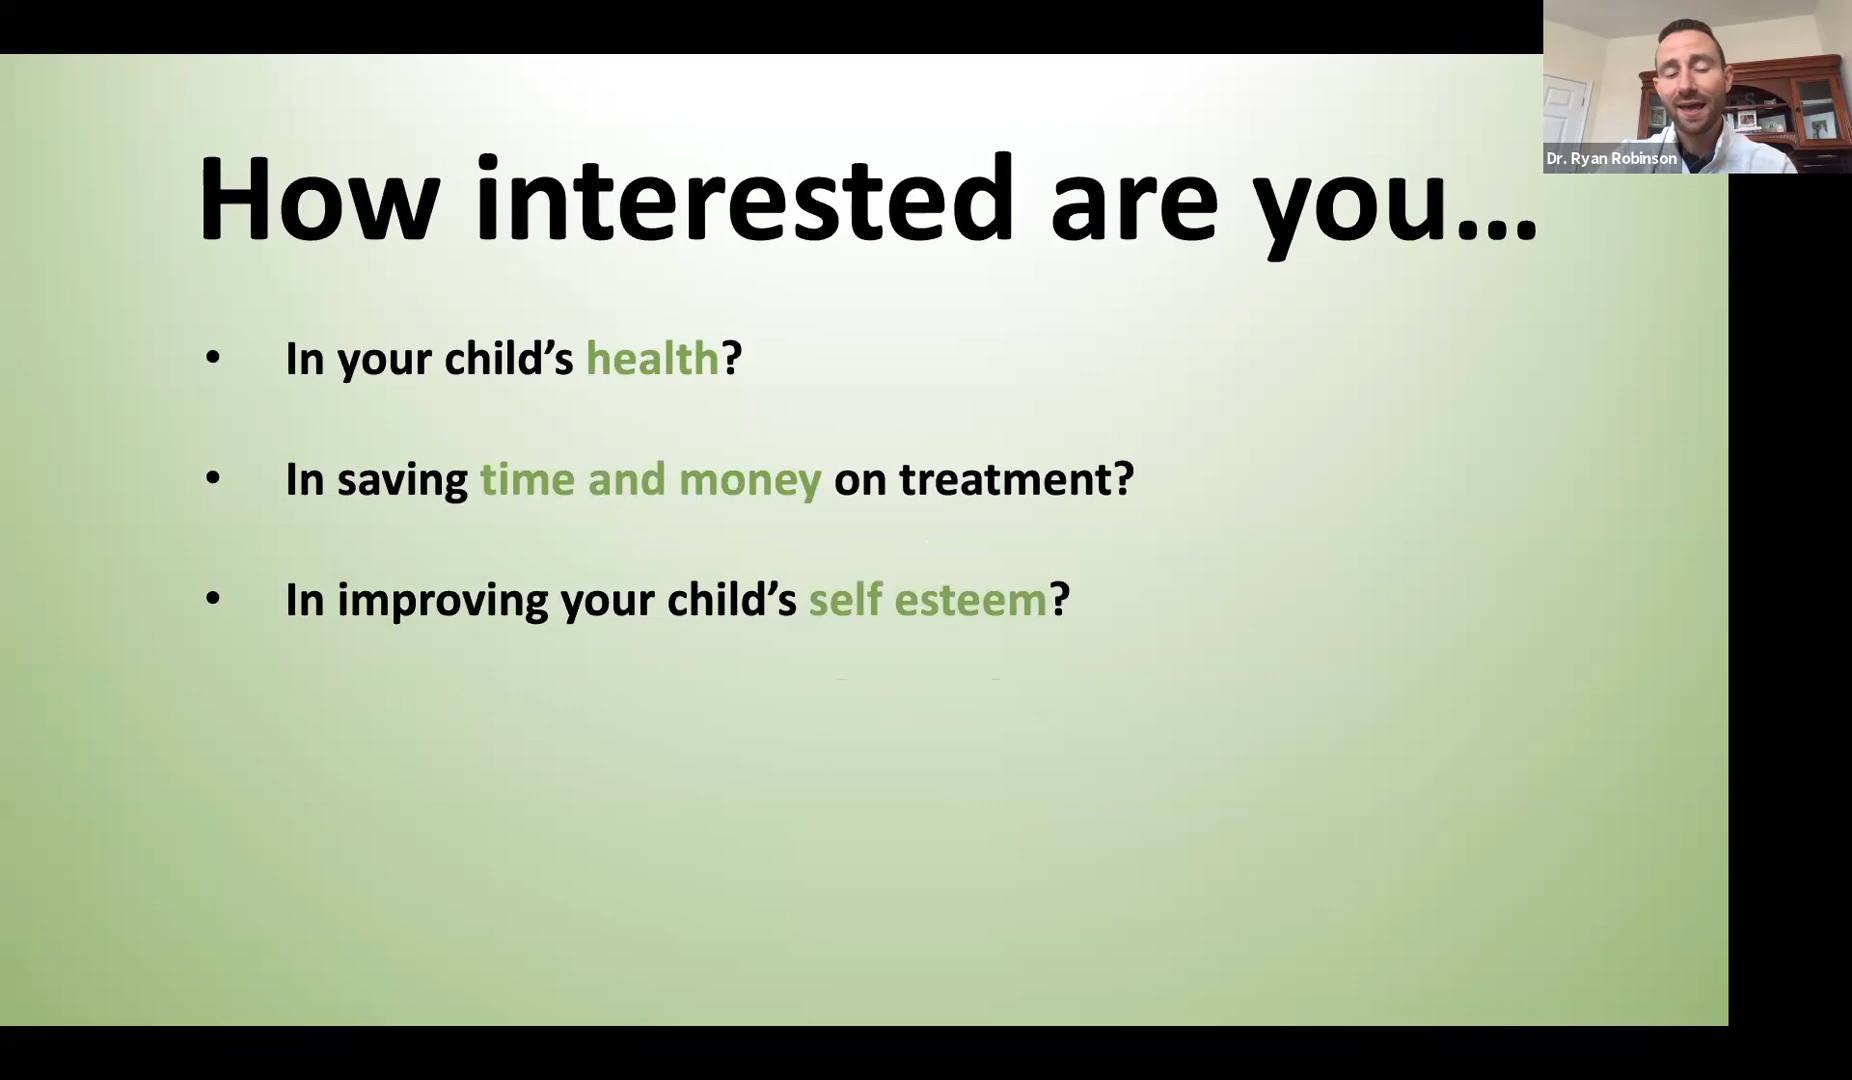 How interested are you...
• In your child’s health?
• In saving time and money on treatment?
• In improving your child’s self esteem?
Dr. Ryan Robinson